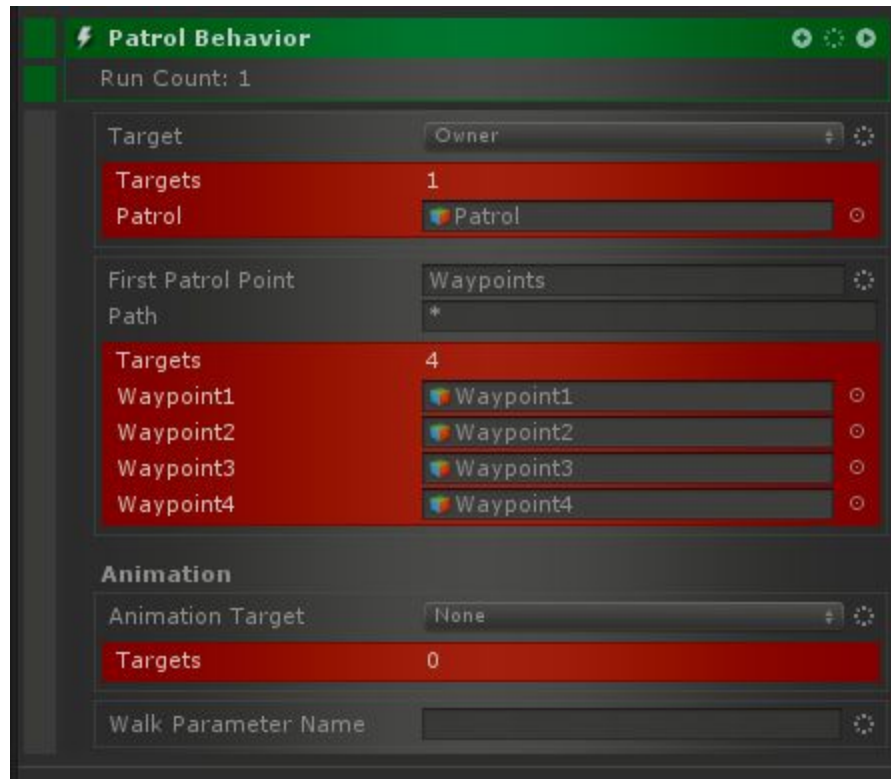 Patrol Behavior
Run Count: 1
Target Owner
Targets 1
Patrol Patrol
First Patrol Point Waypoints
Path *
Targets 4
Waypoint1 Waypoint1
Waypoint2 Waypoint2
Waypoint3 Waypoint3
Waypoint4 Waypoint4
Animation
Animation Target None
Targets 0
Walk Parameter Name